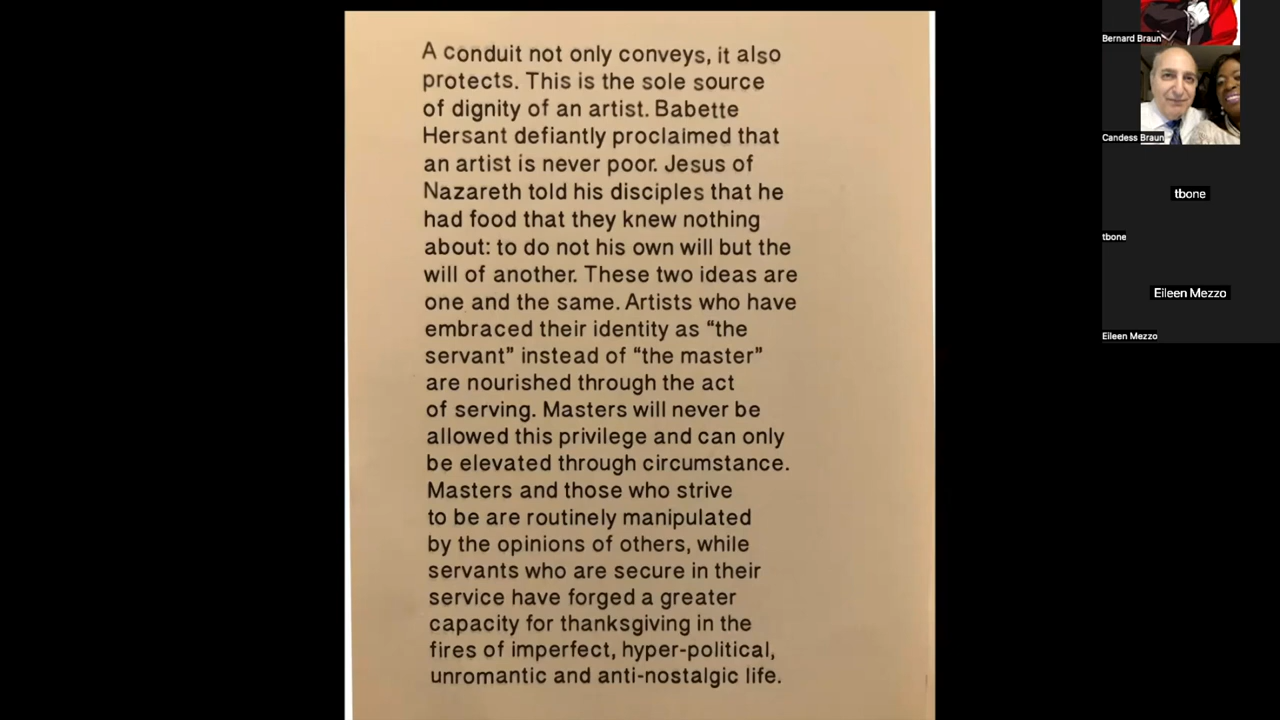 A conduit not only conveys, it also
protects. This is the sole source
of dignity of an artist. Babette
Hersant defiantly proclaimed that
an artist is never poor. Jesus of
Nazareth told his disciples that he
had food that they knew nothing
about: to do not his own will but the
will of another. These two ideas are
one and the same. Artists who have
embraced their identity as “the
servant” instead of “the master”
are nourished through the act
of serving. Masters will never be
allowed this privilege and can only
be elevated through circumstance.
Masters and those who strive
to be are routinely manipulated
by the opinions of others, while
servants who are secure in their
service have forged a greater
capacity for thanksgiving in the
fires of imperfect, hyper-political,
unromantic and anti-nostalgic life.
Bernard Braun
Candess Braun
tbone
tbone
Eileen Mezzo
Eileen Mezzo